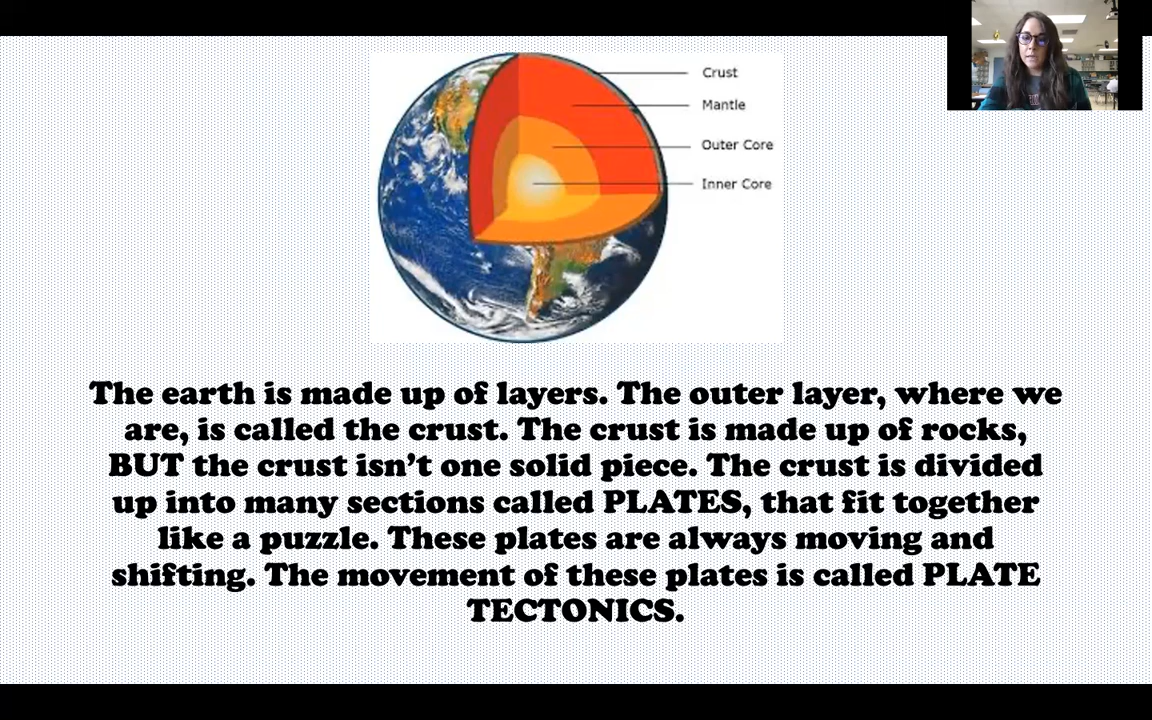 Crust
Mantle
Outer Core
Inner Core
The earth is made up of layers. The outer layer, where we
are, is called the crust. The crust is made up of rocks,
BUT the crust isn't one solid piece. The crust is divided
up into many sections called PLATES, that fit together
like a puzzle. These plates are always moving and
shifting. The movement of these plates is called PLATE
TECTONICS.